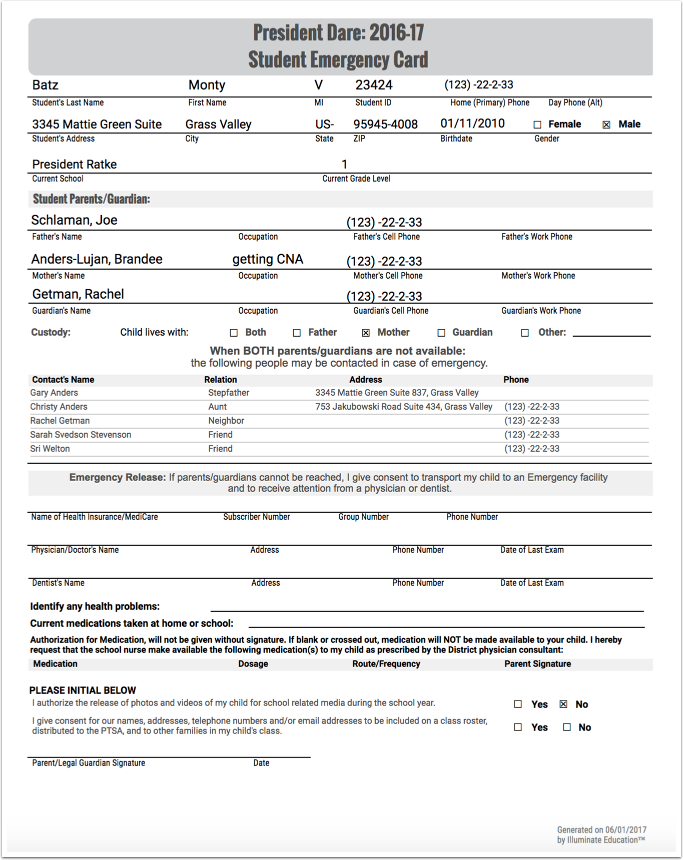 President Dare: 2016-17
Student Emergency Card
Batz Monty V 23424 (123) -22-2-33
Student's Last Name First Name MI Student ID Home (Primary) Phone Day Phone (Alt)
3345 Mattie Green Suite Grass Valley US- 95945-4008 01/11/2010 ☐ Female ☒ Male
Student's Address City State ZIP Birthdate Gender
President Ratke 1
Current School Current Grade Level
Student Parents/Guardian:
Schlaman, Joe (123) -22-2-33
Father's Name Occupation Father's Cell Phone Father's Work Phone
Anders-Lujan, Brandee getting CNA (123) -22-2-33
Mother's Name Occupation Mother's Cell Phone Mother's Work Phone
Getman, Rachel (123) -22-2-33
Guardian's Name Occupation Guardian's Cell Phone Guardian's Work Phone
Custody: Child lives with: ☐ Both ☐ Father ☒ Mother ☐ Guardian ☐ Other:
When BOTH parents/guardians are not available:
the following people may be contacted in case of emergency.
Contact's Name Relation Address Phone
Gary Anders Stepfather 3345 Mattie Green Suite 837, Grass Valley
Christy Anders Aunt 753 Jakubowski Road Suite 434, Grass Valley (123) -22-2-33
Rachel Getman Neighbor (123) -22-2-33
Sarah Svedson Stevenson Friend (123) -22-2-33
Sri Welton Friend (123) -22-2-33
Emergency Release: If parents/guardians cannot be reached, I give consent to transport my child to an Emergency facility
and to receive attention from a physician or dentist.
Name of Health Insurance/MediCare Subscriber Number Group Number Phone Number
Physician/Doctor's Name Address Phone Number Date of Last Exam
Dentist's Name Address Phone Number Date of Last Exam
Identify any health problems:
Current medications taken at home or school:
Authorization for Medication, will not be given without signature. If blank or crossed out, medication will NOT be made available to your child. I hereby
request that the school nurse make available the following medication(s) to my child as prescribed by the District physician consultant:
Medication Dosage Route/Frequency Parent Signature
PLEASE INITIAL BELOW
I authorize the release of photos and videos of my child for school related media during the school year. ☐ Yes ☒ No
I give consent for our names, addresses, telephone numbers and/or email addresses to be included on a class roster,
distributed to the PTSA, and to other families in my child's class. ☐ Yes ☐ No
Parent/Legal Guardian Signature Date
Generated on 06/01/2017
by Illuminate Education™